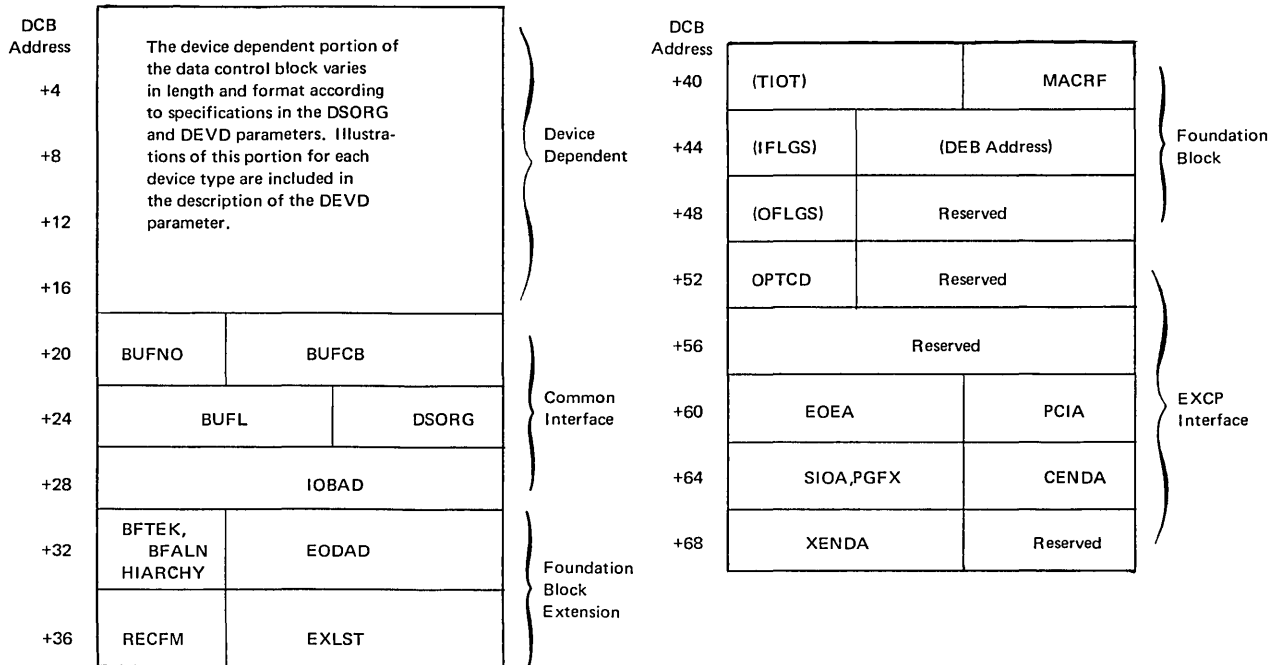 DCB
Address
The device dependent portion of
the data control block varies
in length and format according
to specifications in the DSORG
and DEVD parameters. Illustra-
tions of this portion for each
device type are included in
the description of the DEVD
parameter.
+4
+8
+12
+16
Device
Dependent
+20 BUFNO BUFCB
+24 BUFL DSORG
+28 IOBAD
Common
Interface
+32 BFTEK,
BFALN
HIARCHY
EODAD
+36 RECFM EXLST
Foundation
Block
Extension
DCB
Address
+40 (TIOT) MACRF
+44 (IFLGS) (DEB Address)
+48 (OFLGS) Reserved
Foundation
Block
+52 OPTCD Reserved
+56 Reserved
+60 EOEA PCIA
+64 SIOA,PGFX CENDA
+68 XENDA Reserved
EXCP
Interface